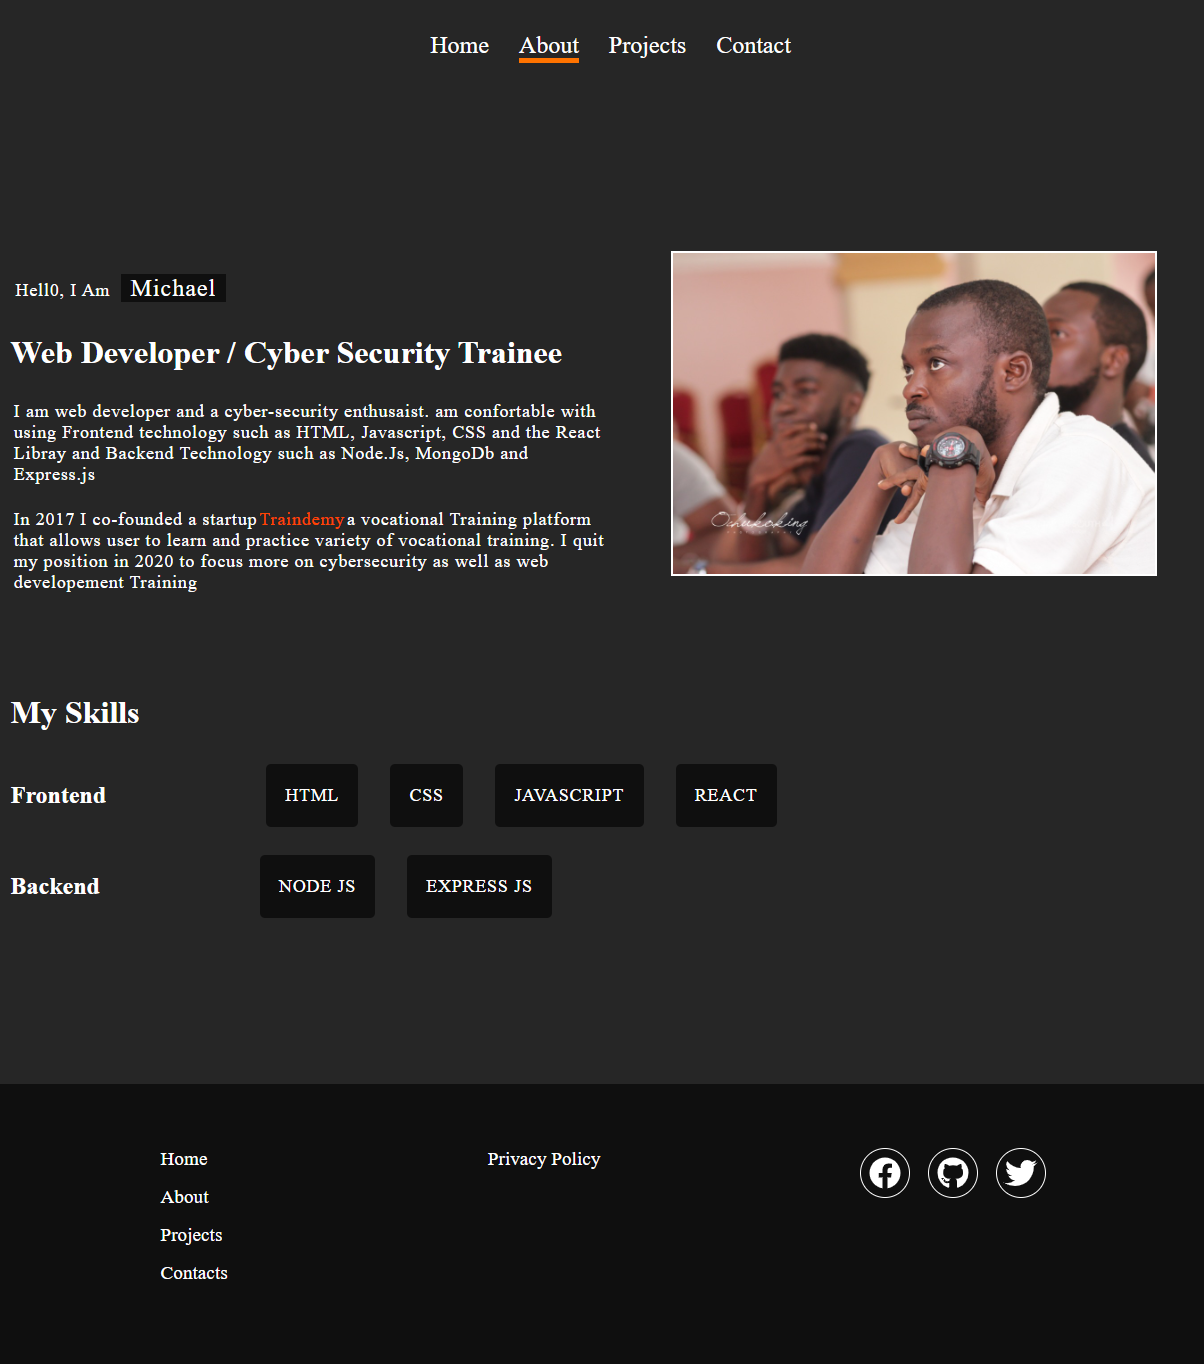 Home About Projects Contact
Hell0, I Am Michael
Web Developer / Cyber Security Trainee
I am web developer and a cyber-security enthusaist. am confortable with
using Frontend technology such as HTML, Javascript, CSS and the React
Libray and Backend Technology such as Node.Js, MongoDb and
Express.js
In 2017 I co-founded a startup Traindemy a vocational Training platform
that allows user to learn and practice variety of vocational training. I quit
my position in 2020 to focus more on cybersecurity as well as web
developement Training
My Skills
Frontend HTML CSS JAVASCRIPT REACT
Backend NODE JS EXPRESS JS
Home Privacy Policy
About
Projects
Contacts